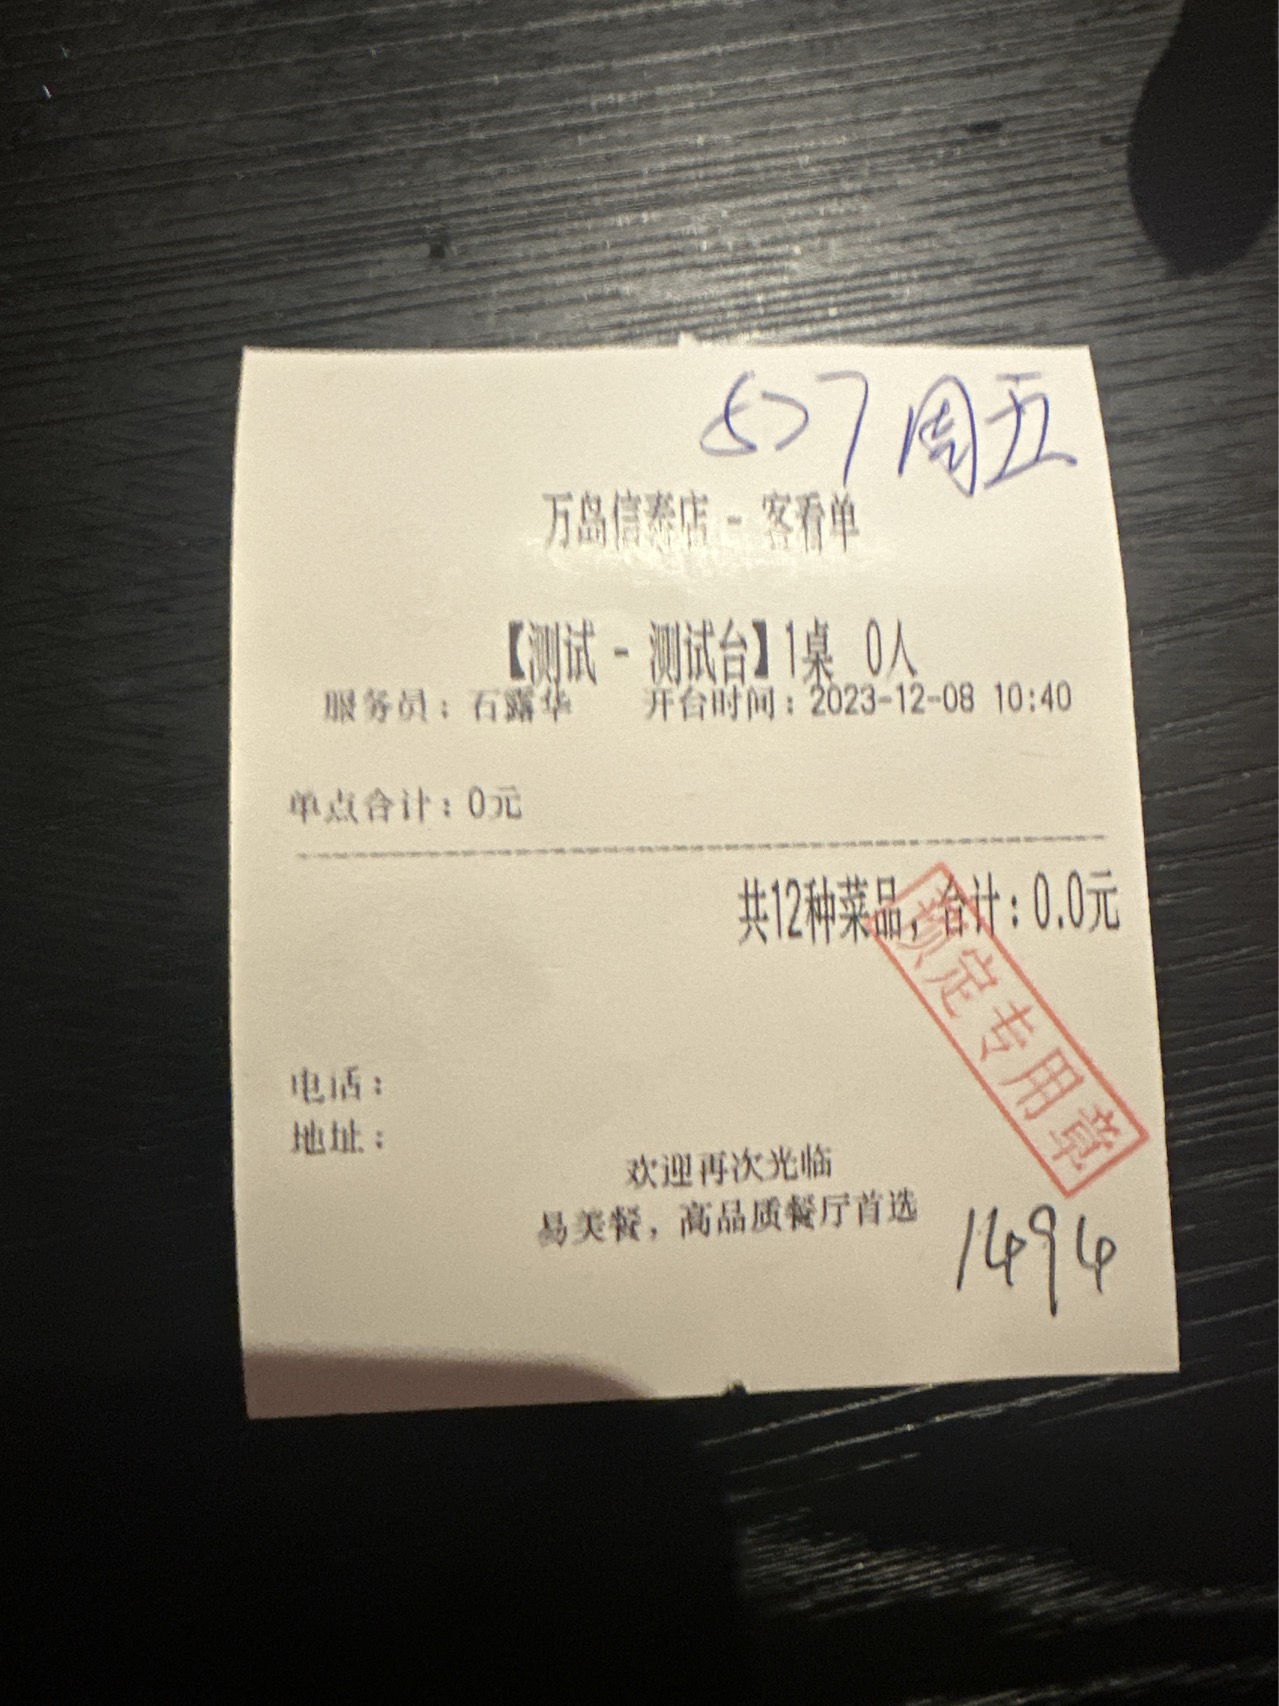 527 周五
万岛信泰店 - 客看单
【测试 - 测试台】1桌 0人
服务员：石露华 开台时间：2023-12-08 10:40
单点合计：0元
共12种菜品，合计：0.0元
预定专用章
电话：
地址：
欢迎再次光临
易美餐，高品质餐厅首选
1494